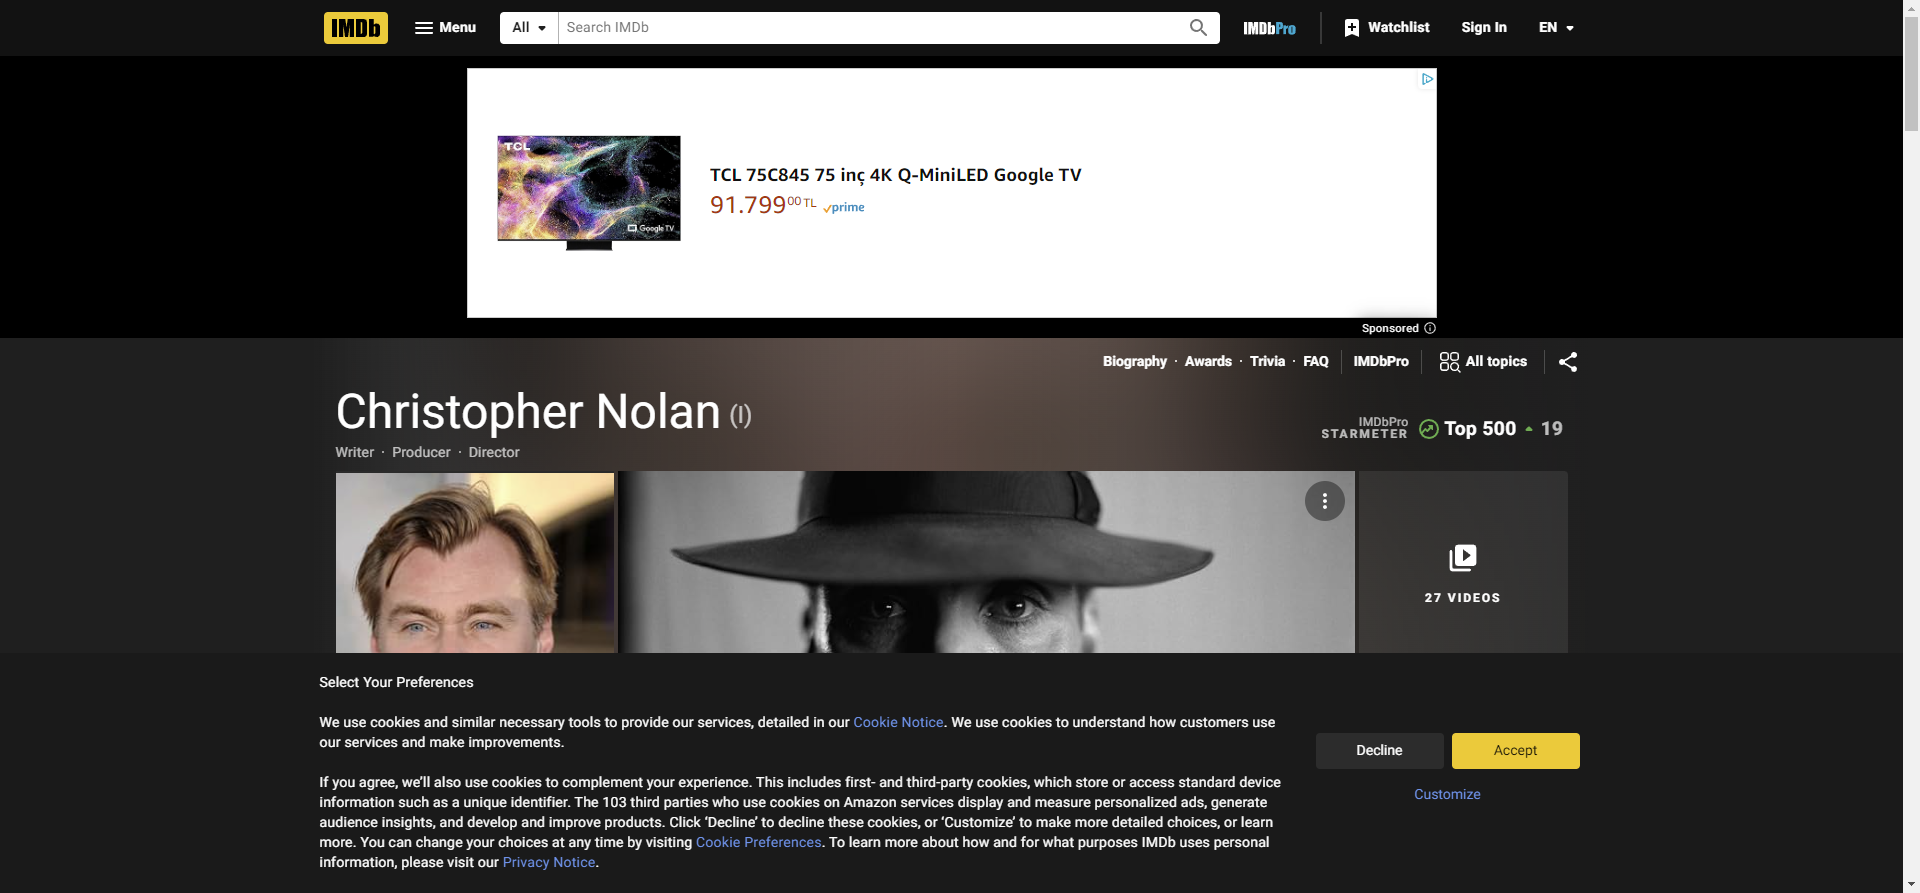 IMDb
Menu
All
Search IMDb
IMDbPro
Watchlist
Sign In
EN
TCL
Google TV
TCL 75C845 75 inç 4K Q-MiniLED Google TV
91.79900 TL prime
Sponsored
Biography · Awards · Trivia · FAQ
IMDbPro
All topics
Christopher Nolan (I)
Writer · Producer · Director
IMDbPro
STARMETER
Top 500
19
27 VIDEOS
Select Your Preferences
We use cookies and similar necessary tools to provide our services, detailed in our Cookie Notice. We use cookies to understand how customers use
our services and make improvements.
If you agree, we’ll also use cookies to complement your experience. This includes first- and third-party cookies, which store or access standard device
information such as a unique identifier. The 103 third parties who use cookies on Amazon services display and measure personalized ads, generate
audience insights, and develop and improve products. Click ‘Decline’ to decline these cookies, or ‘Customize’ to make more detailed choices, or learn
more. You can change your choices at any time by visiting Cookie Preferences. To learn more about how and for what purposes IMDb uses personal
information, please visit our Privacy Notice.
Decline
Accept
Customize